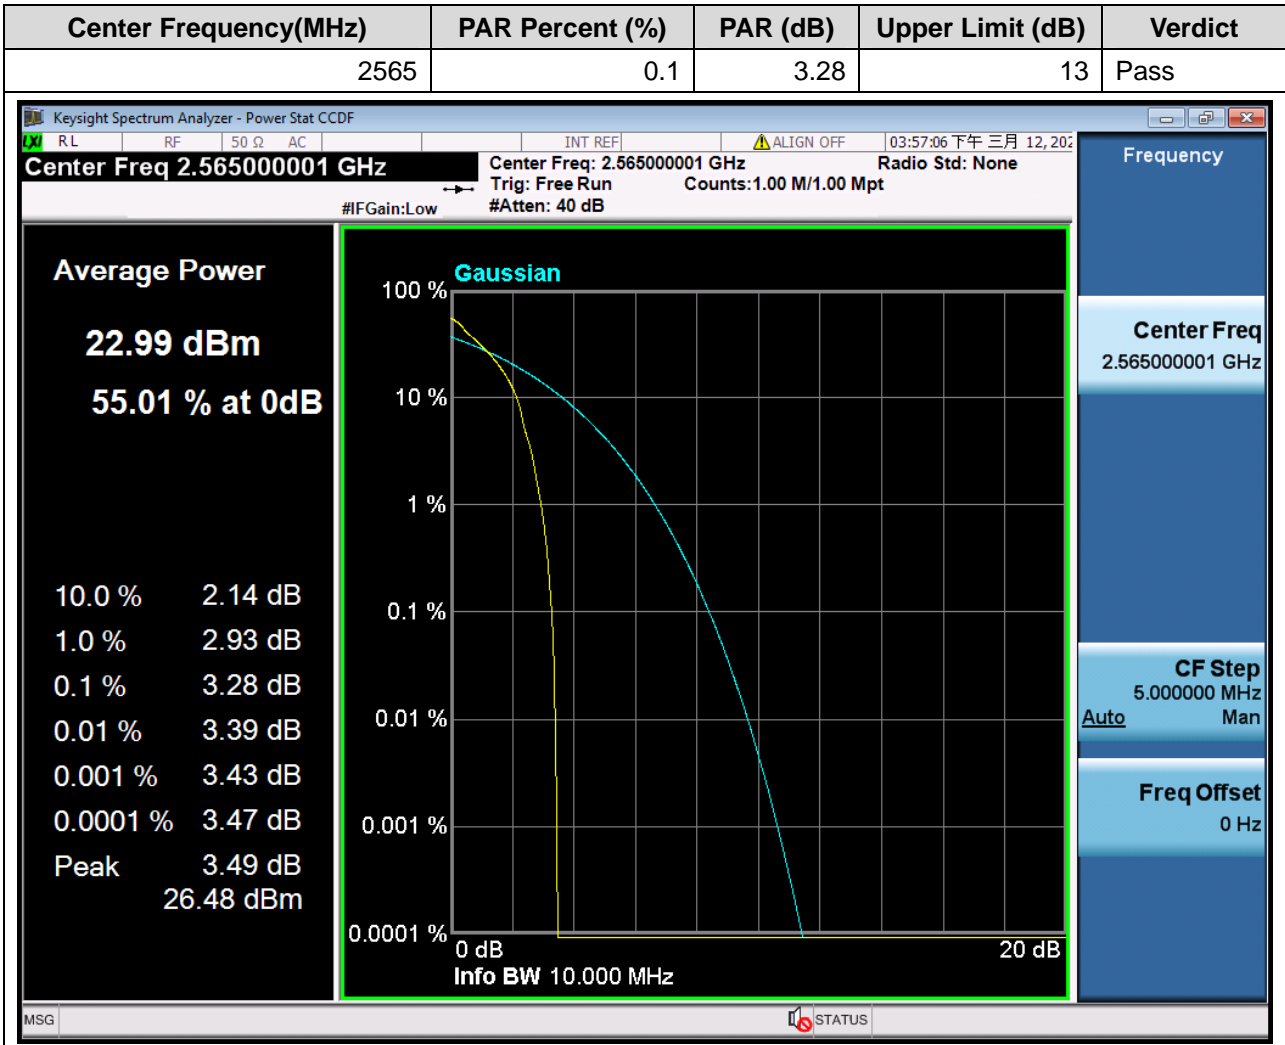 Center Frequency(MHz) PAR Percent (%) PAR (dB) Upper Limit (dB) Verdict
2565 0.1 3.28 13 Pass
Keysight Spectrum Analyzer - Power Stat CCDF
LXI RL RF 50 Ω AC INT REF ALIGN OFF 03:57:06 下午 三月 12, 202
Center Freq 2.565000001 GHz
Center Freq: 2.565000001 GHz Radio Std: None
Trig: Free Run Counts:1.00 M/1.00 Mpt
#IFGain:Low #Atten: 40 dB
Average Power
22.99 dBm
55.01 % at 0dB
10.0 % 2.14 dB
1.0 % 2.93 dB
0.1 % 3.28 dB
0.01 % 3.39 dB
0.001 % 3.43 dB
0.0001 % 3.47 dB
Peak 3.49 dB
26.48 dBm
Gaussian
100 %
10 %
1 %
0.1 %
0.01 %
0.001 %
0.0001 %
0 dB 20 dB
Info BW 10.000 MHz
Frequency
Center Freq
2.565000001 GHz
CF Step
5.000000 MHz
Auto Man
Freq Offset
0 Hz
MSG STATUS